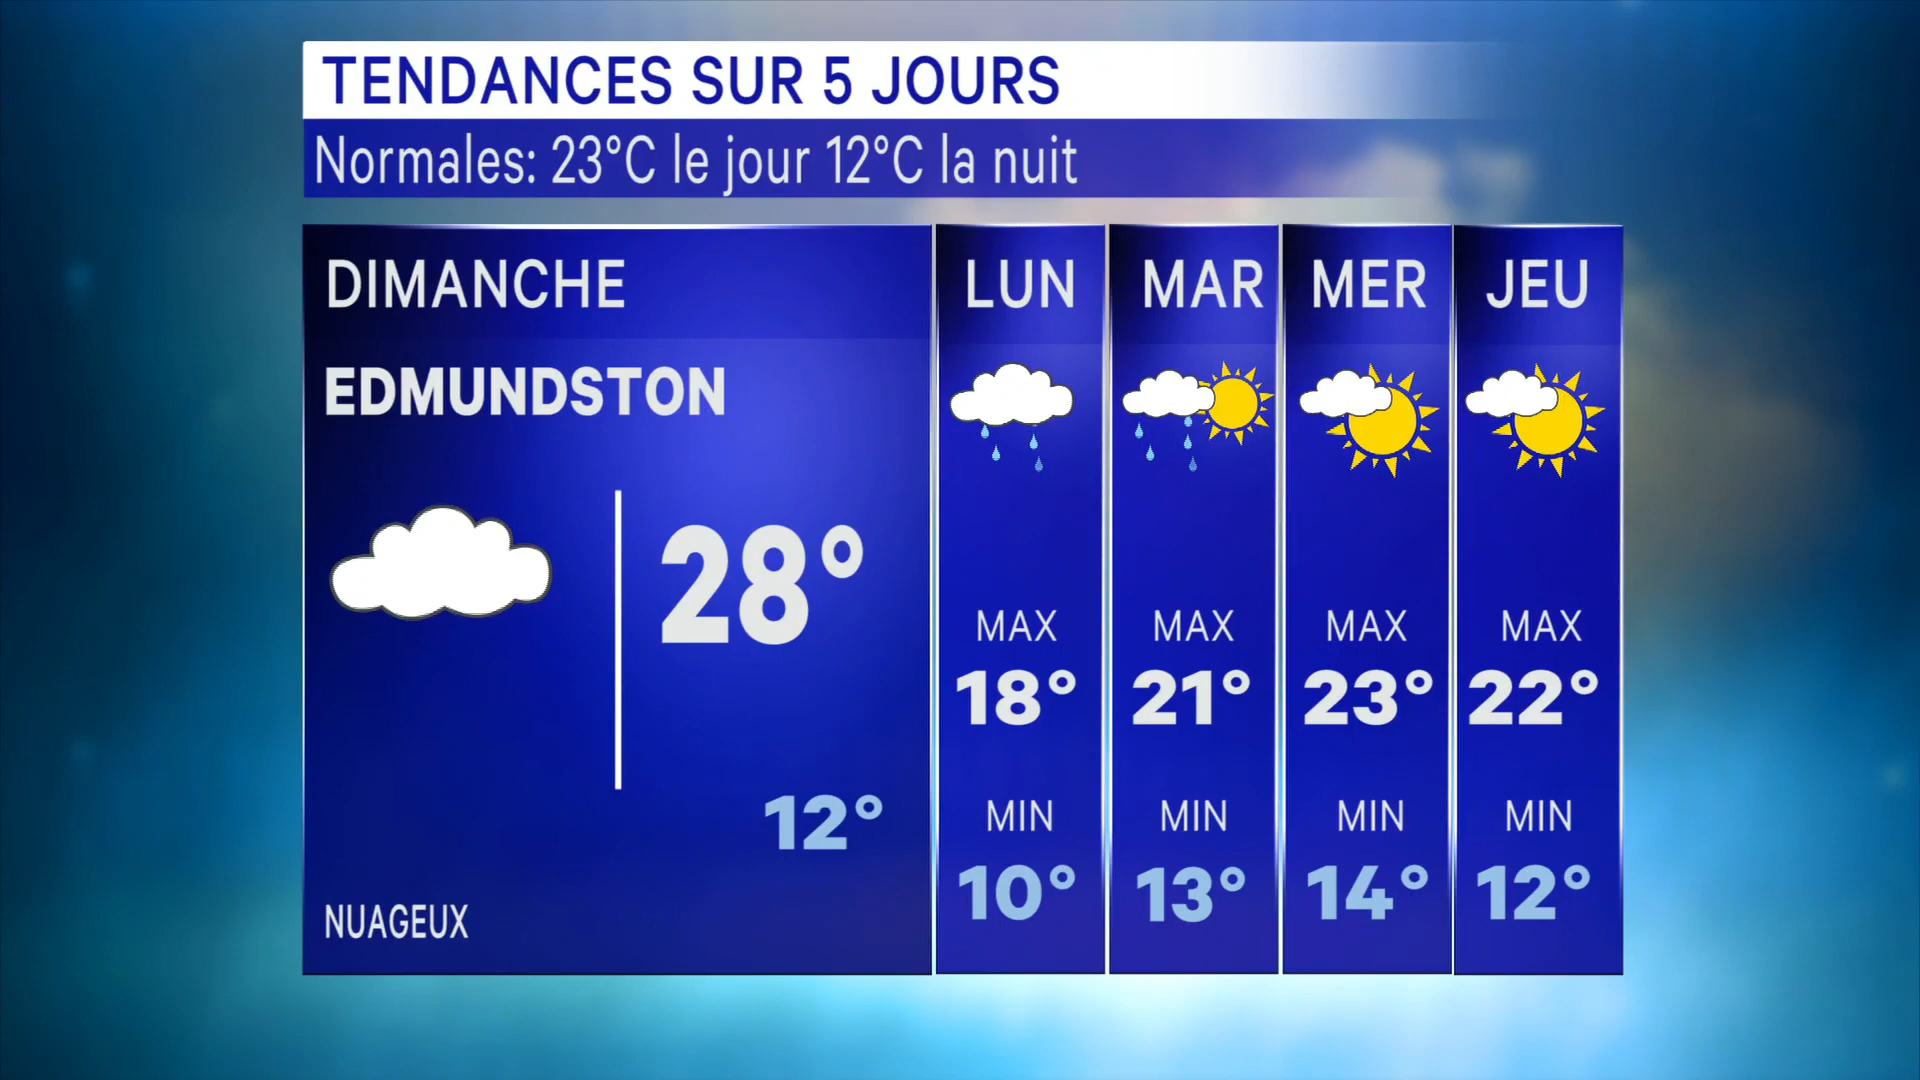 TENDANCES SUR 5 JOURS
Normales: 23°C le jour 12°C la nuit
DIMANCHE
EDMUNDSTON
28°
12°
NUAGEUX
LUN
MAX
18°
MIN
10°
MAR
MAX
21°
MIN
13°
MER
MAX
23°
MIN
14°
JEU
MAX
22°
MIN
12°